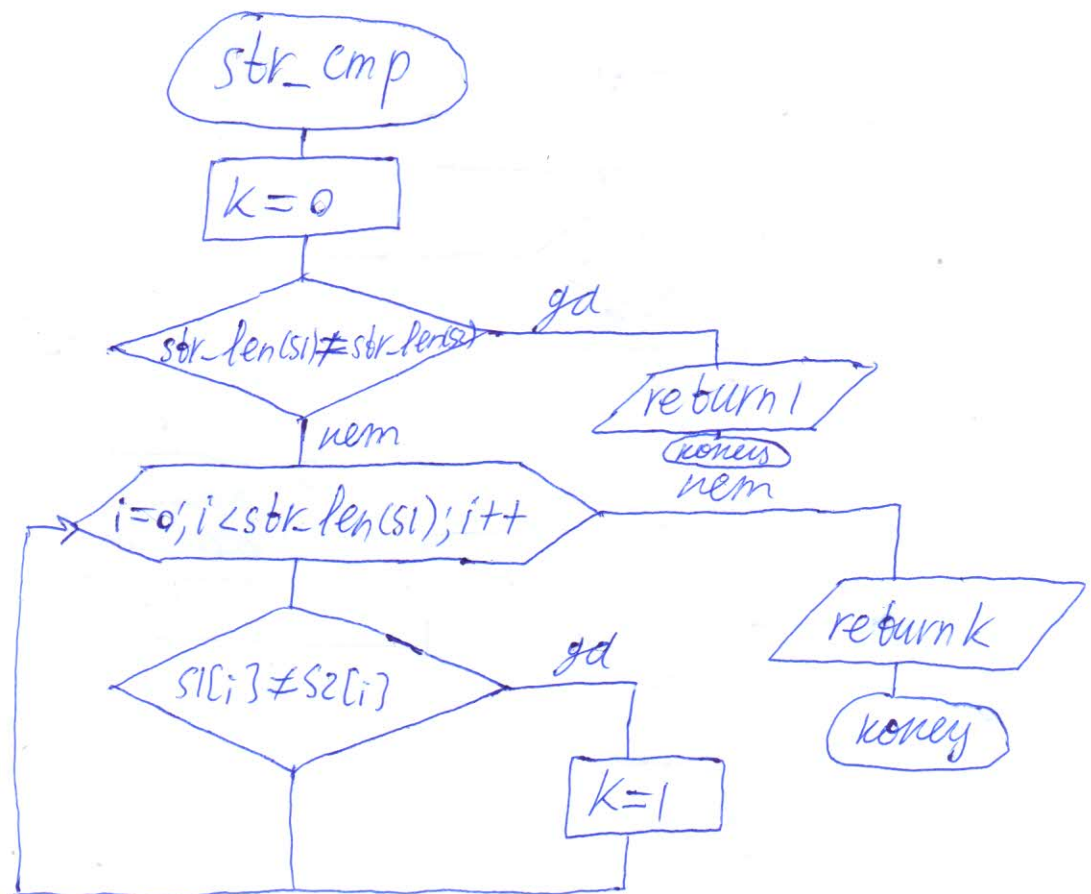 str_cmp
k=0
str_len(s1)≠str_len(s2)
да
return 1
конец
нет
i=0; i<str_len(s1); i++
нет
s1[i]≠s2[i]
да
k=1
return k
конец